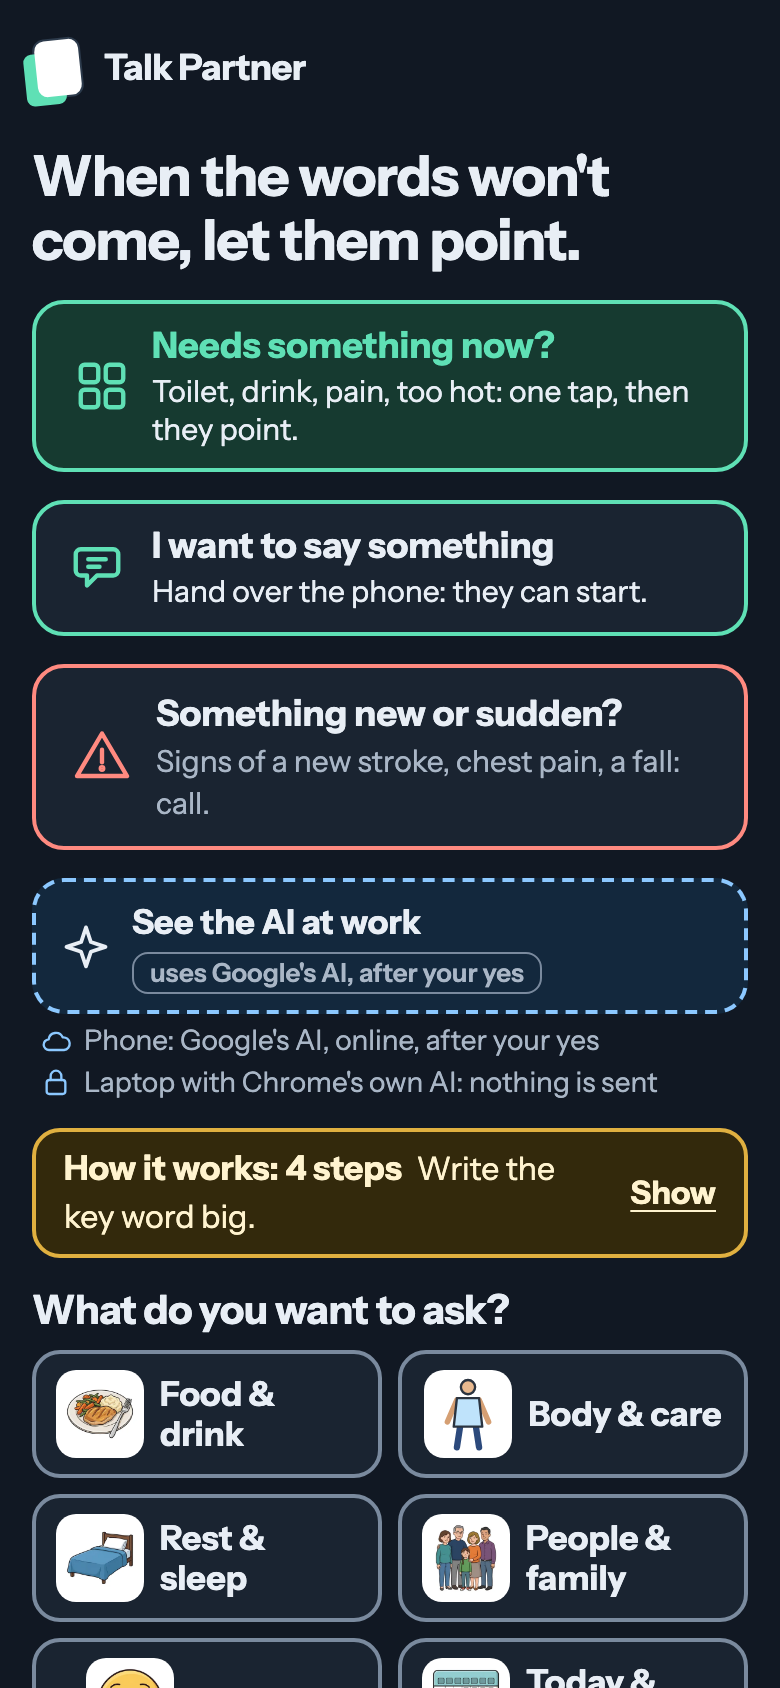 Talk Partner
When the words won't
come, let them point.
Needs something now?
Toilet, drink, pain, too hot: one tap, then
they point.
I want to say something
Hand over the phone: they can start.
Something new or sudden?
Signs of a new stroke, chest pain, a fall:
call.
See the AI at work
uses Google's AI, after your yes
Phone: Google's AI, online, after your yes
Laptop with Chrome's own AI: nothing is sent
How it works: 4 steps Write the
key word big.
Show
What do you want to ask?
Food &
drink
Body & care
Rest &
sleep
People &
family
Today &